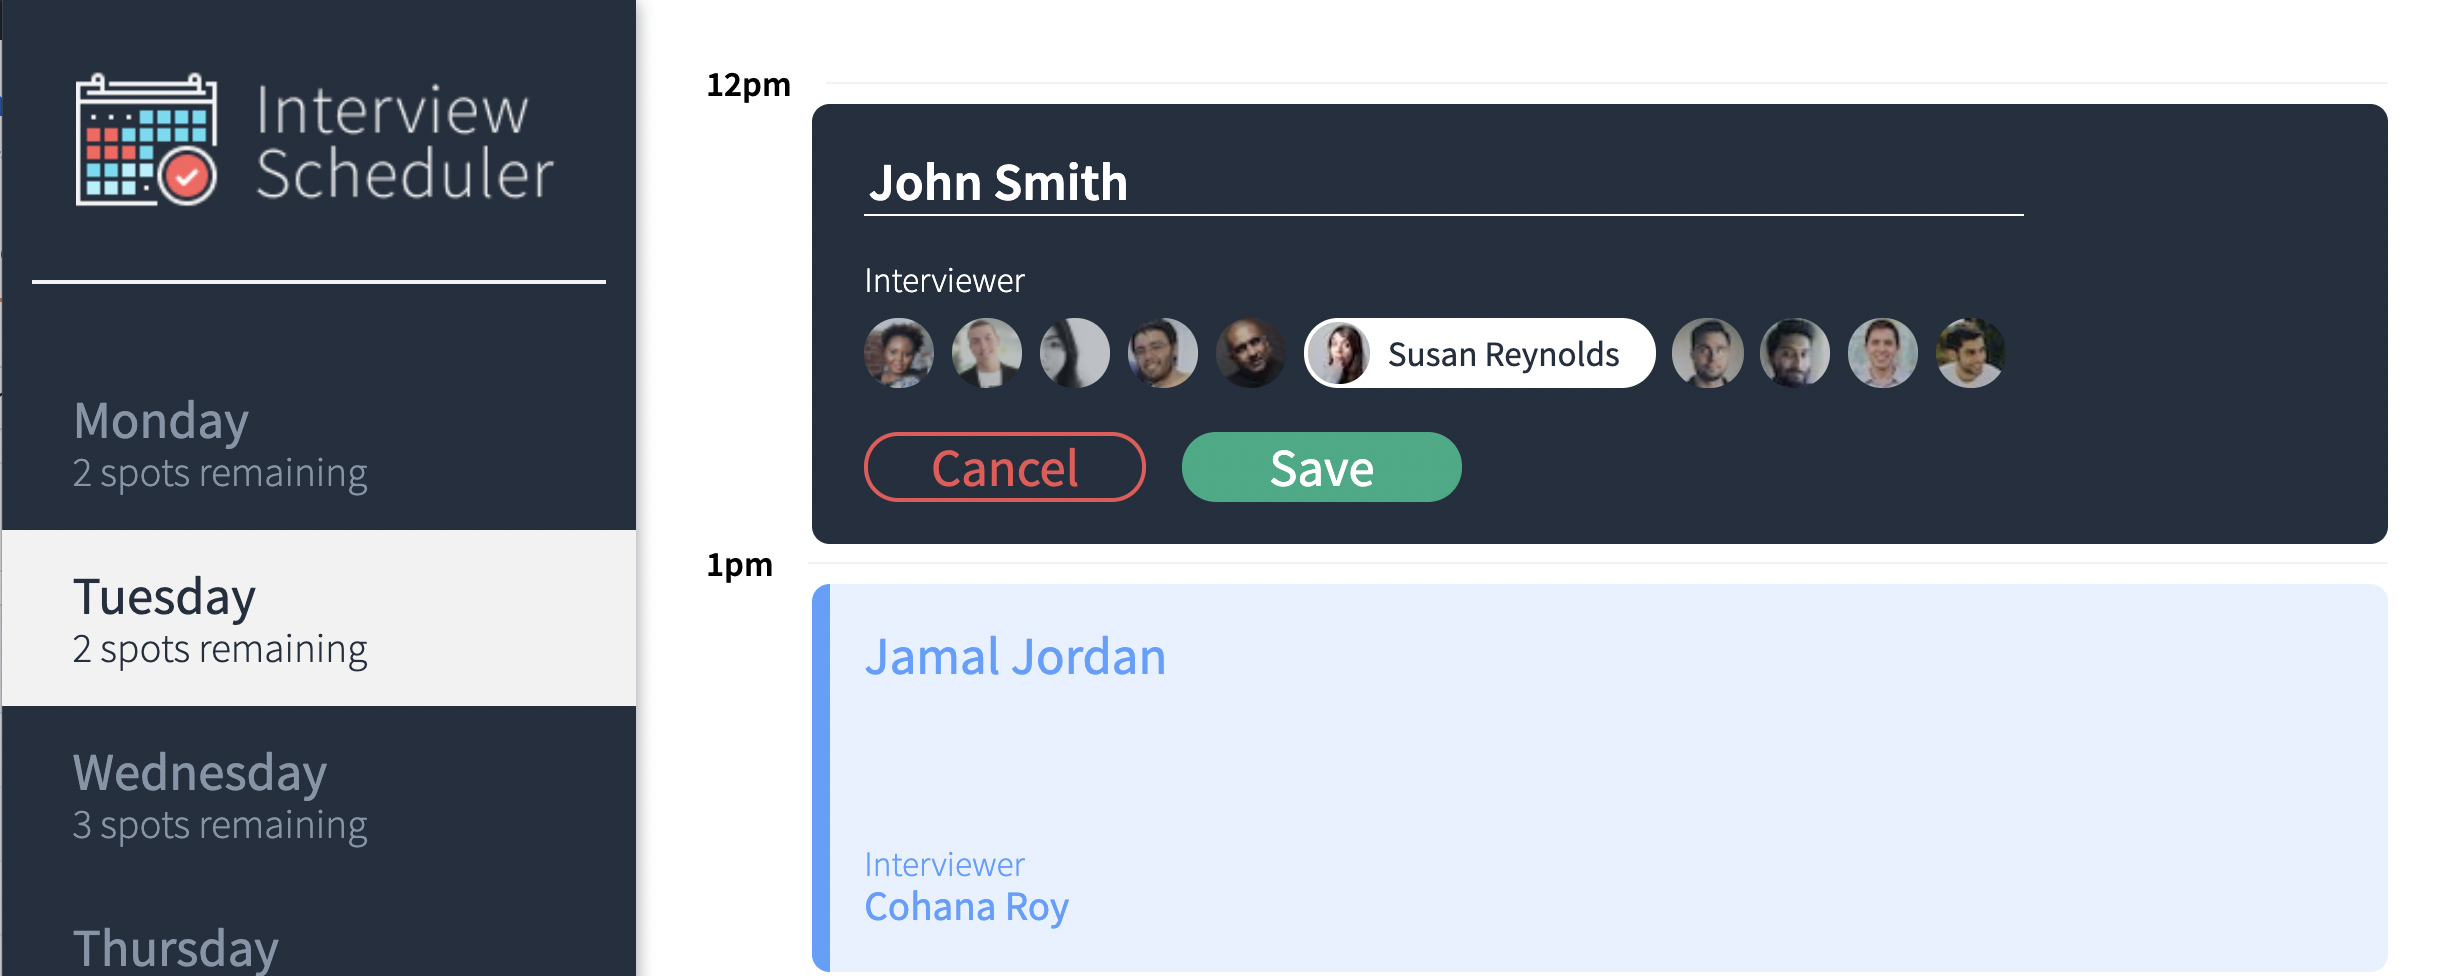 Interview
Scheduler
Monday
2 spots remaining
Tuesday
2 spots remaining
Wednesday
3 spots remaining
Thursday
12pm
John Smith
Interviewer
Susan Reynolds
Cancel
Save
1pm
Jamal Jordan
Interviewer
Cohana Roy